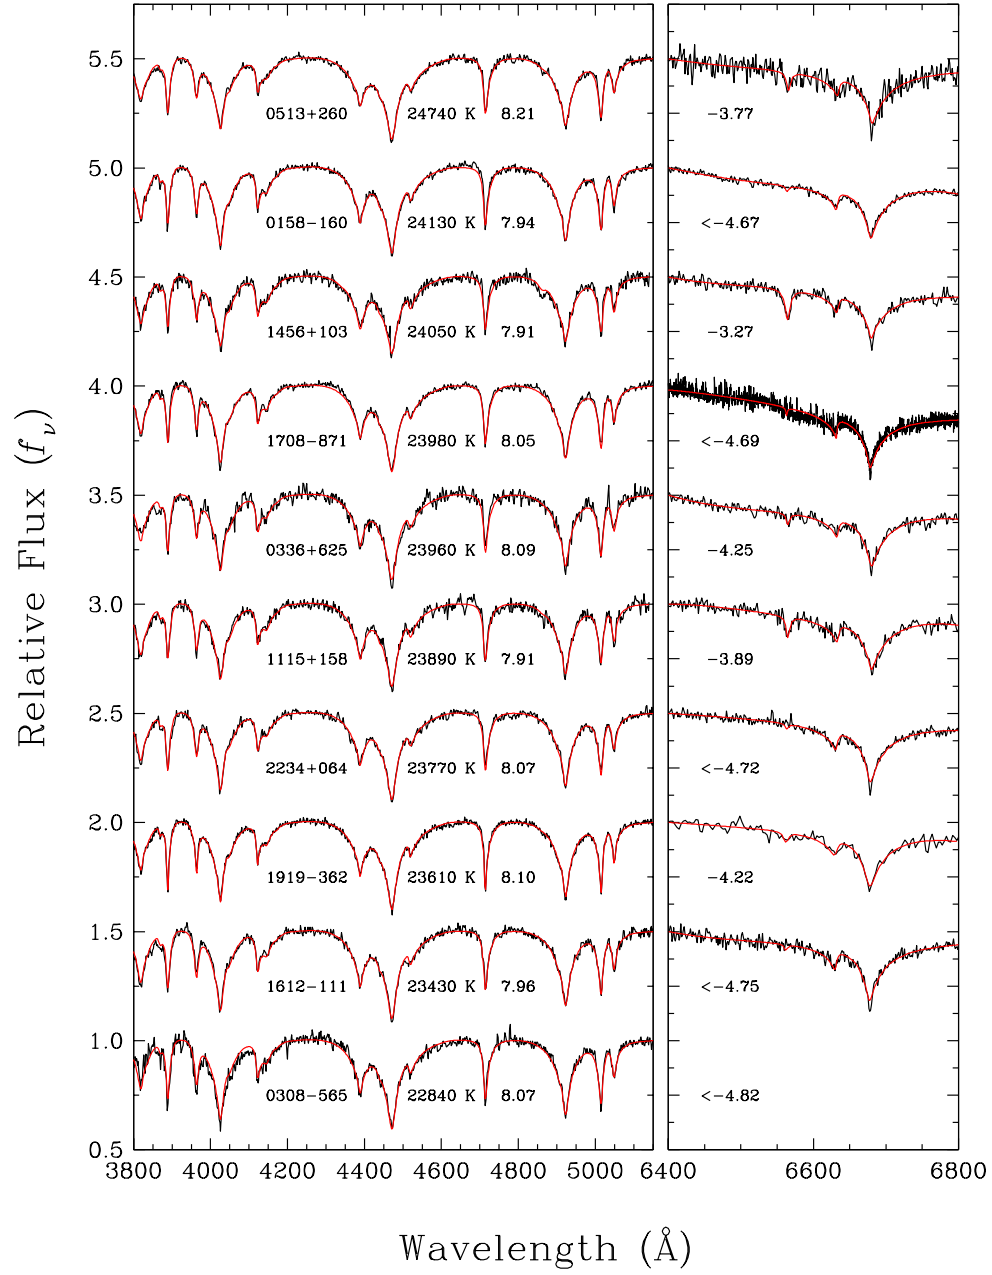 5.5
5.0
4.5
4.0
3.5
3.0
2.5
2.0
1.5
1.0
0.5
Relative Flux (fν)
0513+260 24740 K 8.21 −3.77
0158−160 24130 K 7.94 <−4.67
1456+103 24050 K 7.91 −3.27
1708−871 23980 K 8.05 <−4.69
0336+625 23960 K 8.09 −4.25
1115+158 23890 K 7.91 −3.89
2234+064 23770 K 8.07 <−4.72
1919−362 23610 K 8.10 −4.22
1612−111 23430 K 7.96 <−4.75
0308−565 22840 K 8.07 <−4.82
3800 4000 4200 4400 4600 4800 5000 6400 6600 6800
Wavelength (Å)